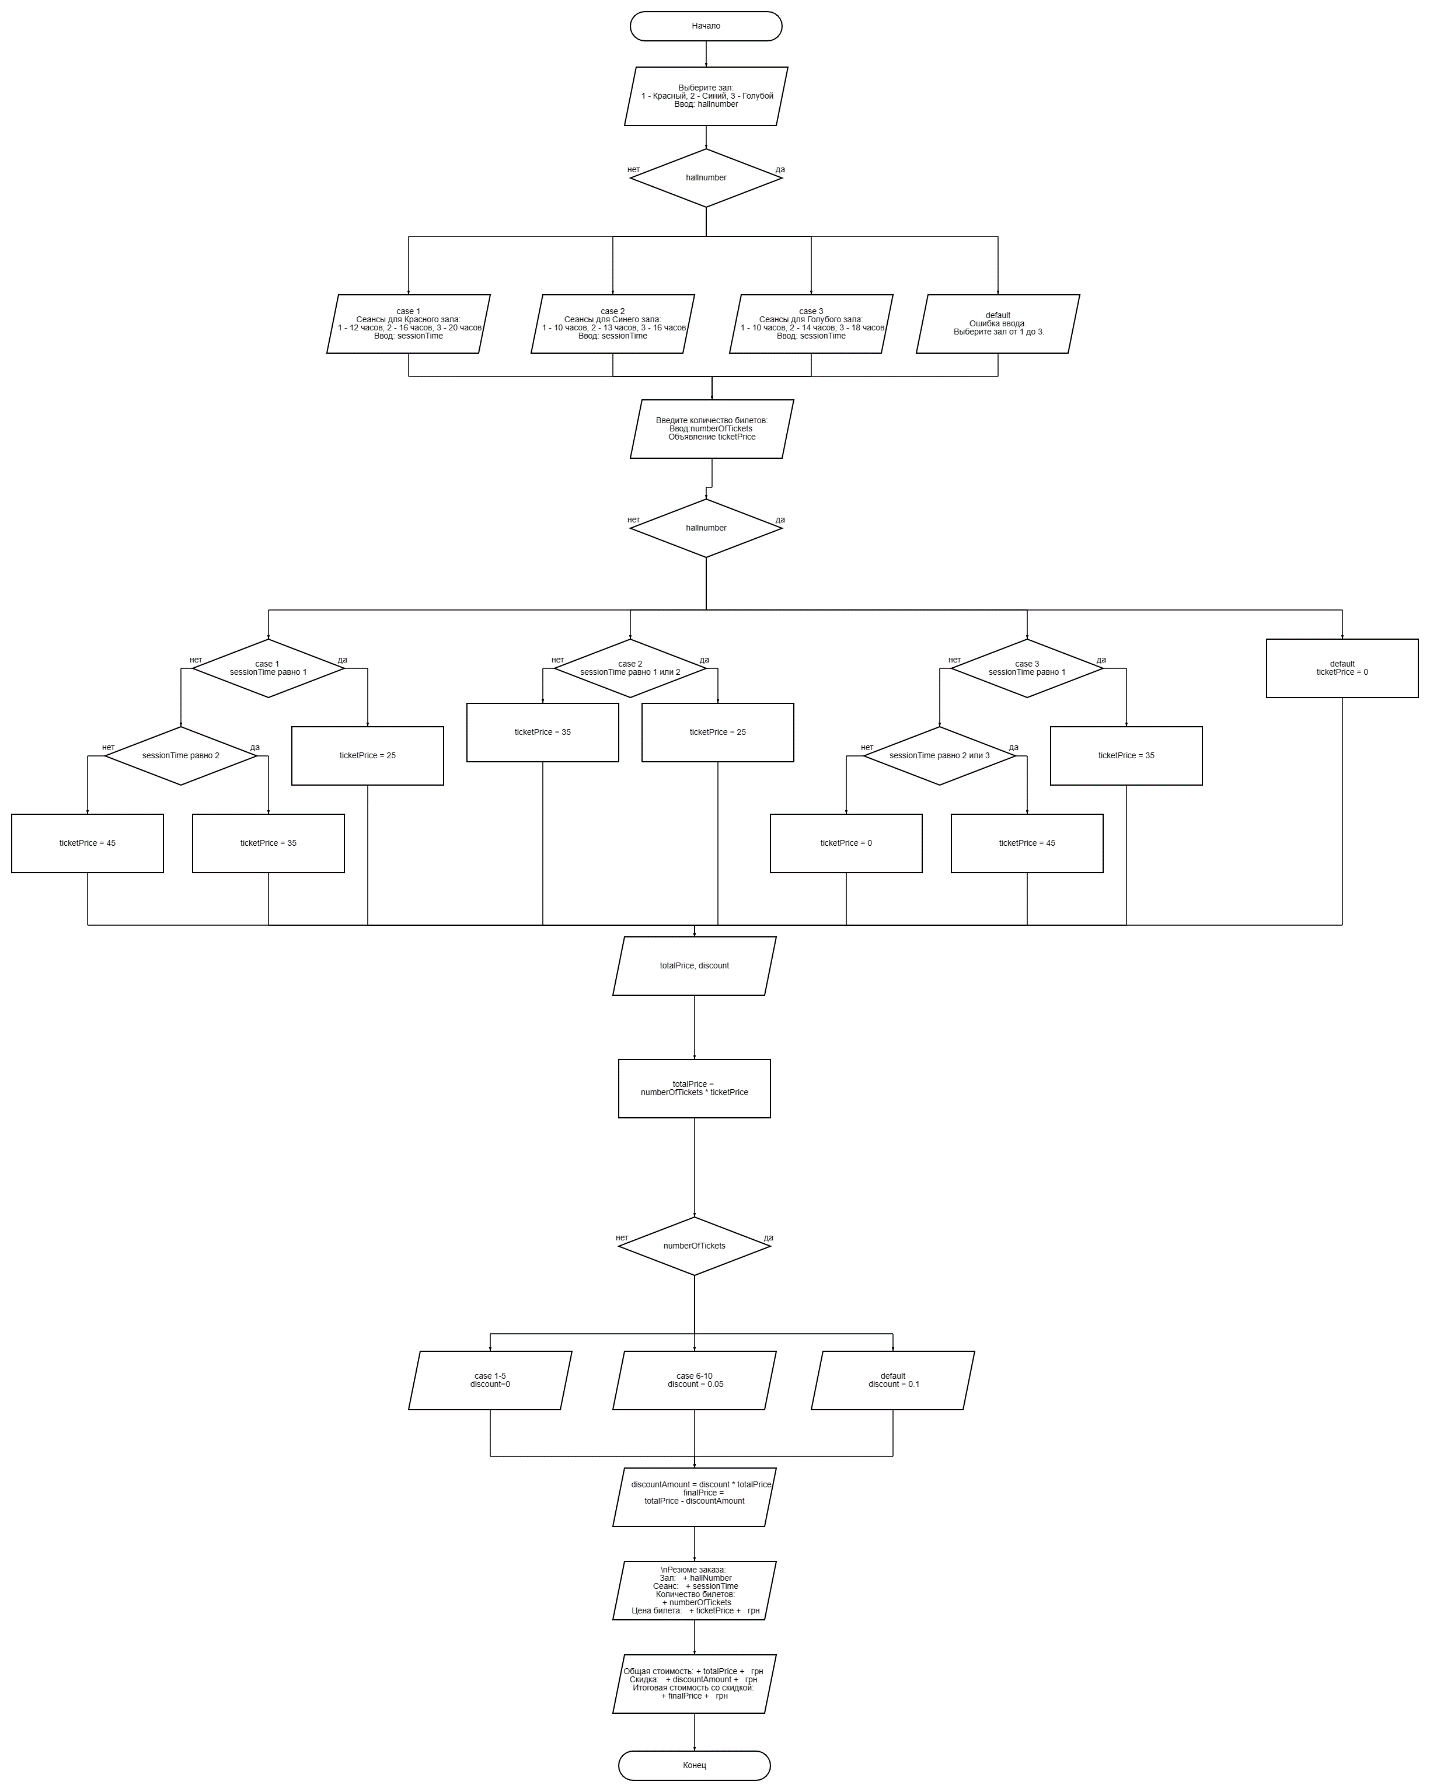 Начало
Выберите зал:
1 - Красный, 2 - Синий, 3 - Голубой
Ввод: hallnumber
нет
да
hallnumber
case 1
Сеансы для Красного зала:
1 - 12 часов, 2 - 16 часов, 3 - 20 часов
Ввод: sessionTime
case 2
Сеансы для Синего зала:
1 - 10 часов, 2 - 13 часов, 3 - 16 часов
Ввод: sessionTime
case 3
Сеансы для Голубого зала:
1 - 10 часов, 2 - 14 часов, 3 - 18 часов
Ввод: sessionTime
default
Ошибка ввода
Выберите зал от 1 до 3.
Введите количество билетов:
Ввод:numberOfTickets
Объявление ticketPrice
нет
да
hallnumber
нет
да
case 1
sessionTime равно 1
нет
да
case 2
sessionTime равно 1 или 2
нет
да
case 3
sessionTime равно 1
default
ticketPrice = 0
ticketPrice = 35
ticketPrice = 25
нет
да
sessionTime равно 2
ticketPrice = 25
нет
да
sessionTime равно 2 или 3
ticketPrice = 35
ticketPrice = 45
ticketPrice = 35
ticketPrice = 0
ticketPrice = 45
totalPrice, discount
totalPrice =
numberOfTickets * ticketPrice
нет
да
numberOfTickets
case 1-5
discount=0
case 6-10
discount = 0.05
default
discount = 0.1
discountAmount = discount * totalPrice
finalPrice =
totalPrice - discountAmount
\nРезюме заказа:
Зал: + hallNumber
Сеанс: + sessionTime
Количество билетов:
+ numberOfTickets
Цена билета: + ticketPrice + грн
Общая стоимость: + totalPrice + грн
Скидка: + discountAmount + грн
Итоговая стоимость со скидкой:
+ finalPrice + грн
Конец